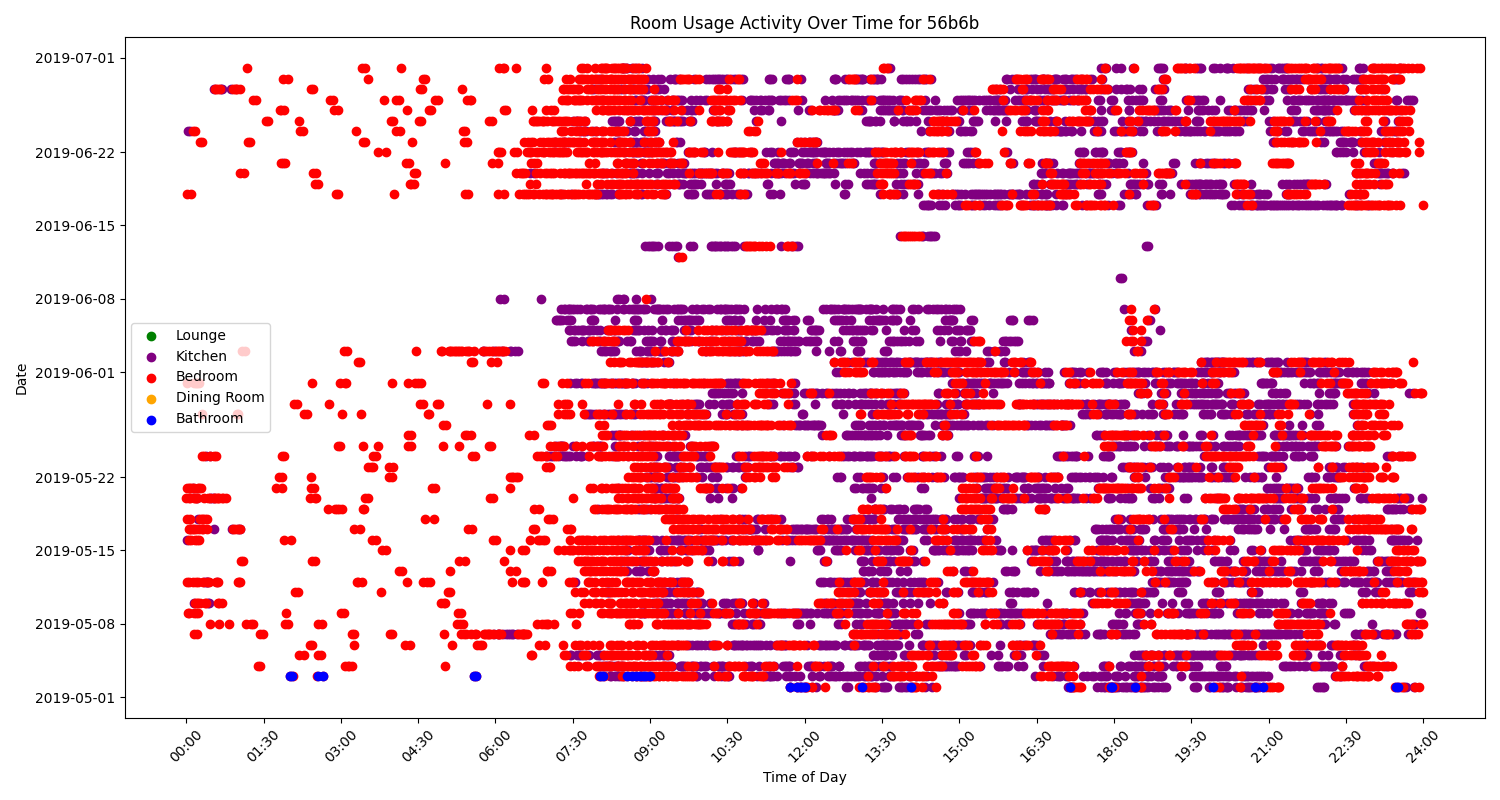 Room Usage Activity Over Time for 56b6b
Date
2019-07-01
2019-06-22
2019-06-15
2019-06-08
2019-06-01
2019-05-22
2019-05-15
2019-05-08
2019-05-01
Lounge
Kitchen
Bedroom
Dining Room
Bathroom
00:00 01:30 03:00 04:30 06:00 07:30 09:00 10:30 12:00 13:30 15:00 16:30 18:00 19:30 21:00 22:30 24:00
Time of Day